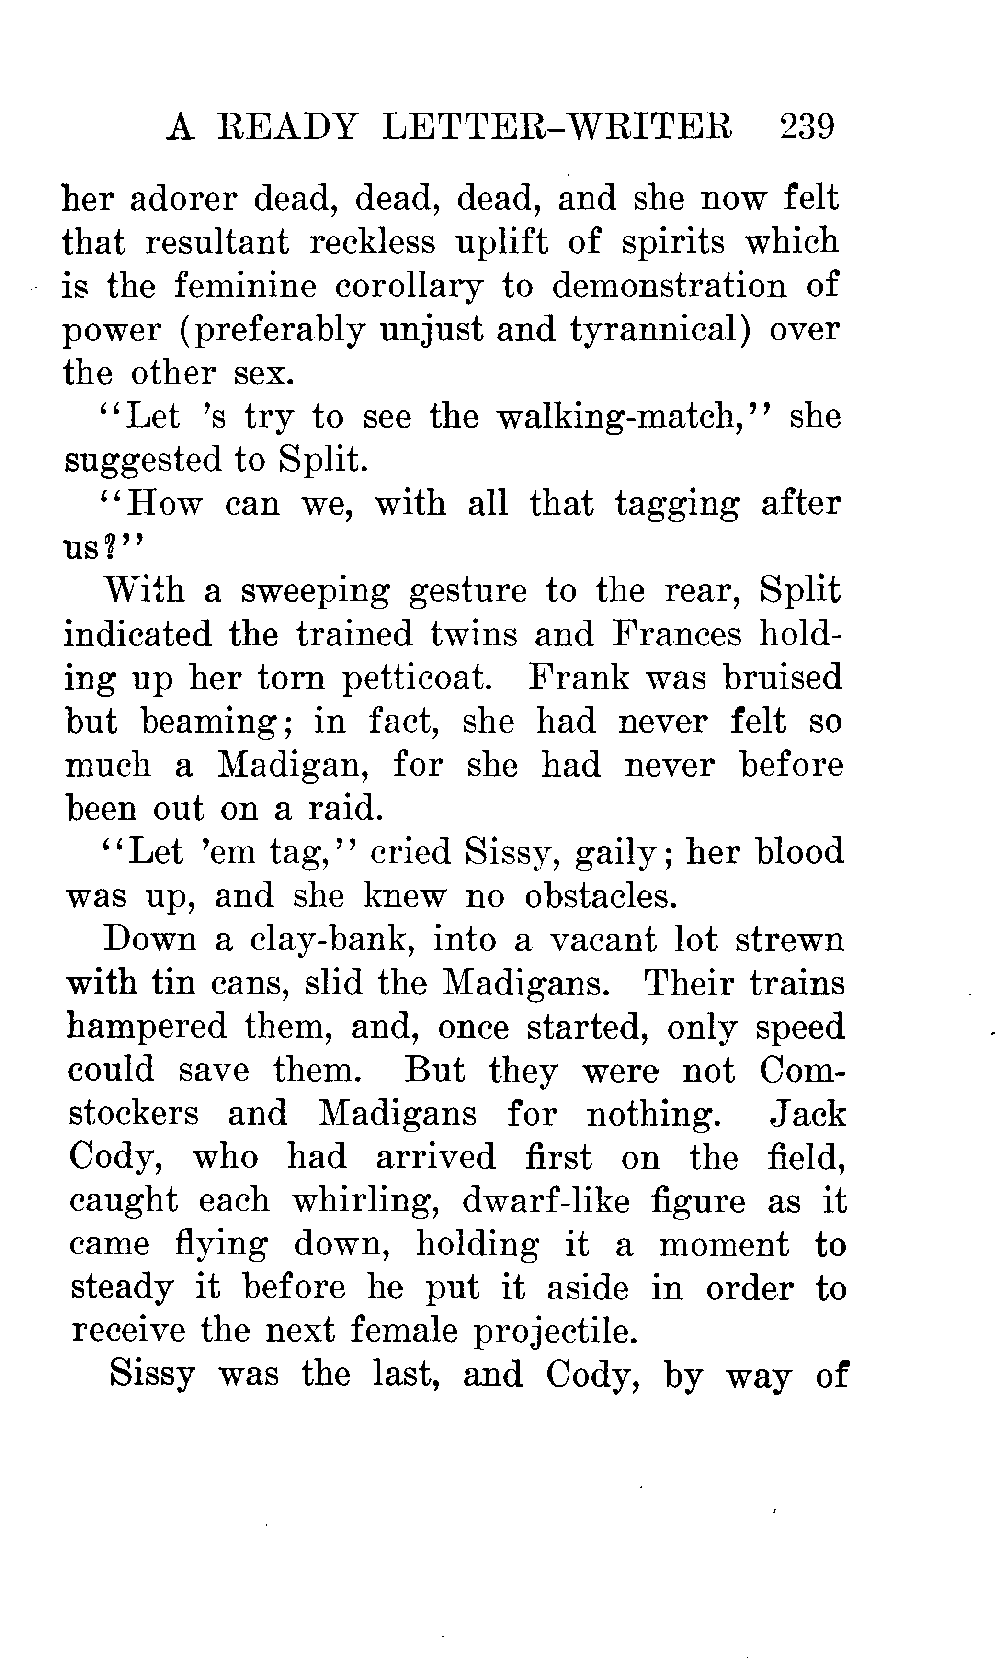 A READY LETTER-WRITER 239
her adorer dead, dead, dead, and she now felt
that resultant reckless uplift of spirits which
is the feminine corollary to demonstration of
power (preferably unjust and tyrannical) over
the other sex.
"Let 's try to see the walking-match," she
suggested to Split.
"How can we, with all that tagging after
us?"
With a sweeping gesture to the rear, Split
indicated the trained twins and Frances hold-
ing up her torn petticoat. Frank was bruised
but beaming; in fact, she had never felt so
much a Madigan, for she had never before
been out on a raid.
"Let 'em tag," cried Sissy, gaily; her blood
was up, and she knew no obstacles.
Down a clay-bank, into a vacant lot strewn
with tin cans, slid the Madigans. Their trains
hampered them, and, once started, only speed
could save them. But they were not Com-
stockers and Madigans for nothing. Jack
Cody, who had arrived first on the field,
caught each whirling, dwarf-like figure as it
came flying down, holding it a moment to
steady it before he put it aside in order to
receive the next female projectile.
Sissy was the last, and Cody, by way of